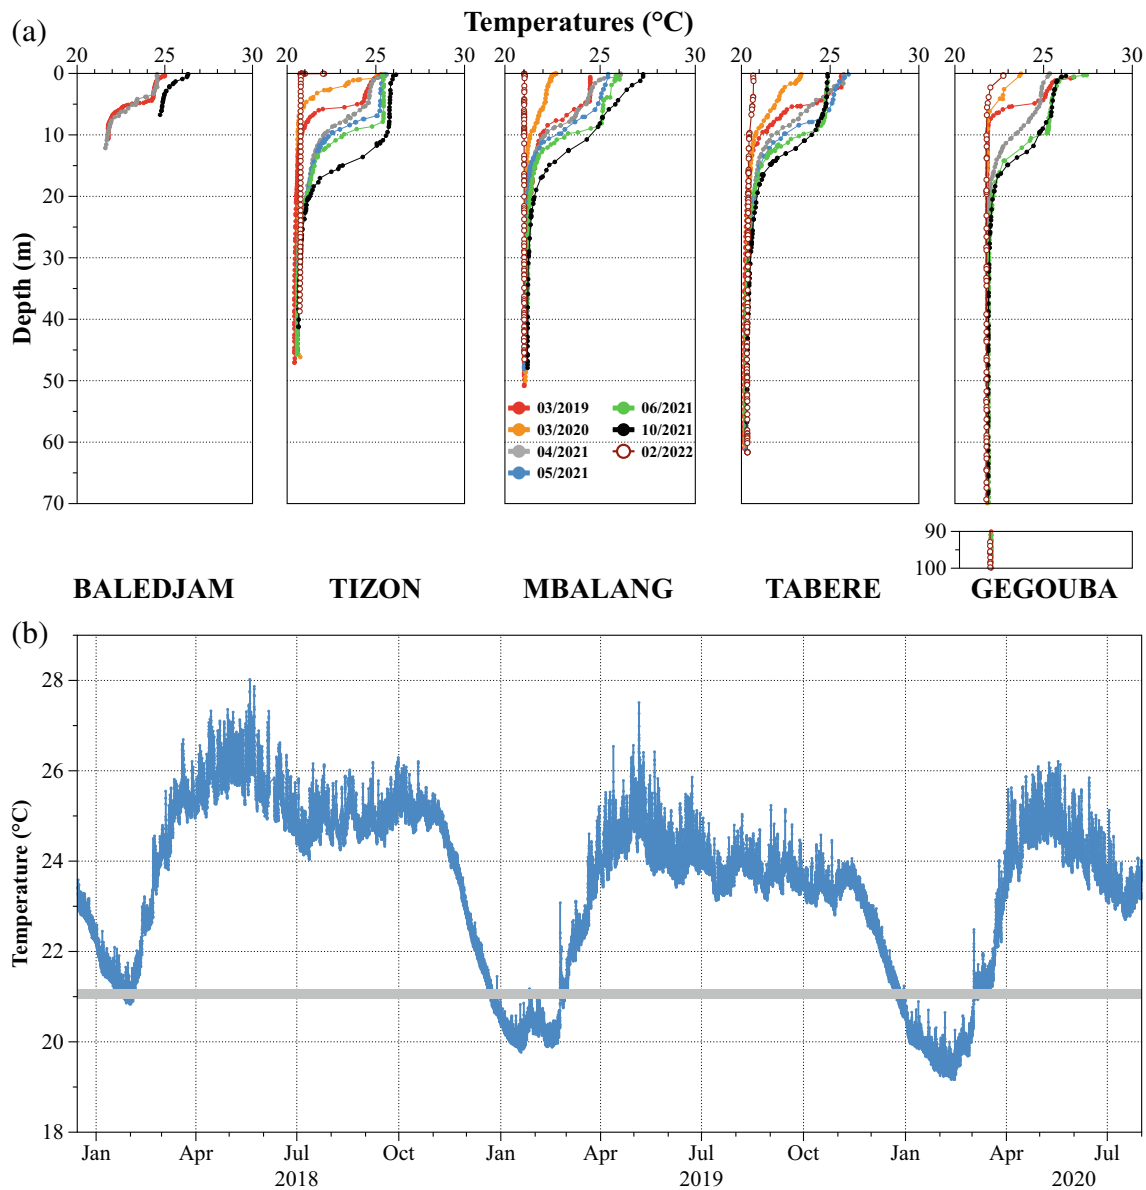 (a)
Temperatures (°C)
20 25 30 20 25 30 20 25 30 20 25 30 20 25 30
Depth (m)
0
10
20
30
40
50
60
70
03/2019 06/2021
03/2020 10/2021
04/2021 02/2022
05/2021
90
100
BALEDJAM TIZON MBALANG TABERE GEGOUBA
(b)
Temperature (°C)
28
26
24
22
20
18
Jan Apr Jul Oct Jan Apr Jul Oct Jan Apr Jul
2018 2019 2020